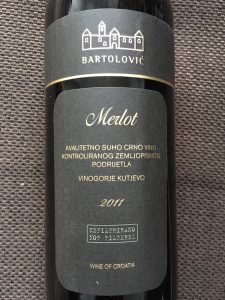 BARTOLOVIĆ
Merlot
KVALITETNO SUHO CRNO VINO
KONTROLIRANOG ZEMLJOPISNOG
PODRIJETLA
VINOGORJE KUTJEVO
2011
NEFILTRIRANO
NOT FILTERED
WINE OF CROATIA